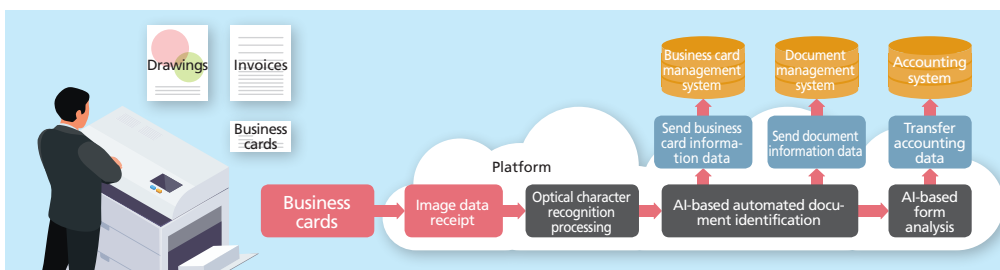 Drawings
Invoices
Business
cards
Business card
management
system
Document
management
system
Accounting
system
Send business
card informa-
tion data
Send document
information data
Transfer
accounting
data
Platform
Business
cards
Image data
receipt
Optical character
recognition
processing
AI-based automated docu-
ment identification
AI-based
form
analysis